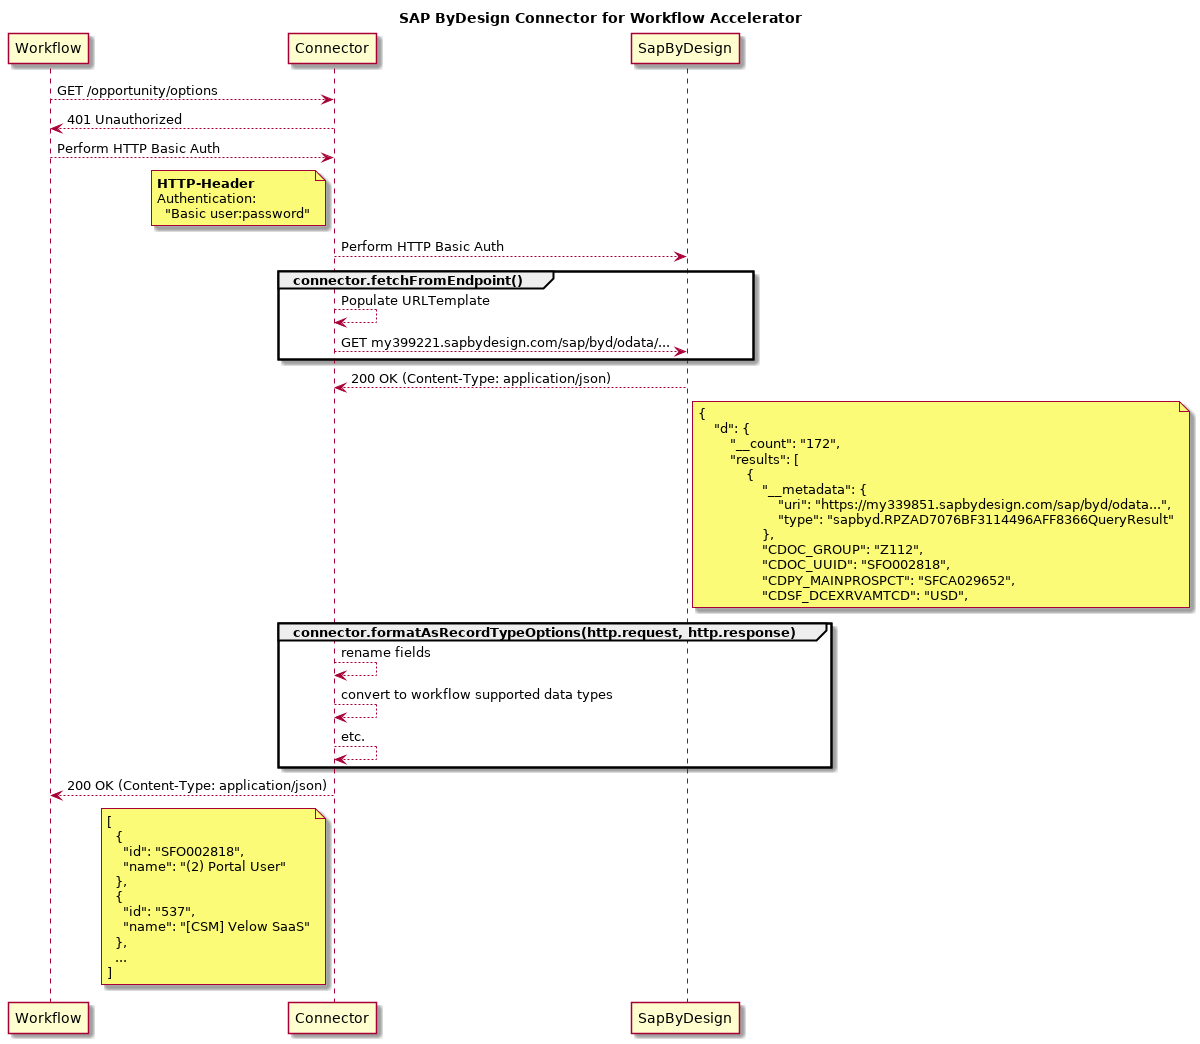 SAP ByDesign Connector for Workflow Accelerator
Workflow
Connector
SapByDesign
GET /opportunity/options
401 Unauthorized
Perform HTTP Basic Auth
HTTP-Header
Authentication:
"Basic user:password"
Perform HTTP Basic Auth
connector.fetchFromEndpoint()
Populate URLTemplate
GET my399221.sapbydesign.com/sap/byd/odata/...
200 OK (Content-Type: application/json)
{
"d": {
"__count": "172",
"results": [
{
"__metadata": {
"uri": "https://my339851.sapbydesign.com/sap/byd/odata...",
"type": "sapbyd.RPZAD7076BF3114496AFF8366QueryResult"
},
"CDOC_GROUP": "Z112",
"CDOC_UUID": "SFO002818",
"CDPY_MAINPROSPCT": "SFCA029652",
"CDSF_DCEXRVAMTCD": "USD",
connector.formatAsRecordTypeOptions(http.request, http.response)
rename fields
convert to workflow supported data types
etc.
200 OK (Content-Type: application/json)
[
{
"id": "SFO002818",
"name": "(2) Portal User"
},
{
"id": "537",
"name": "[CSM] Velow SaaS"
},
...
]
Workflow
Connector
SapByDesign